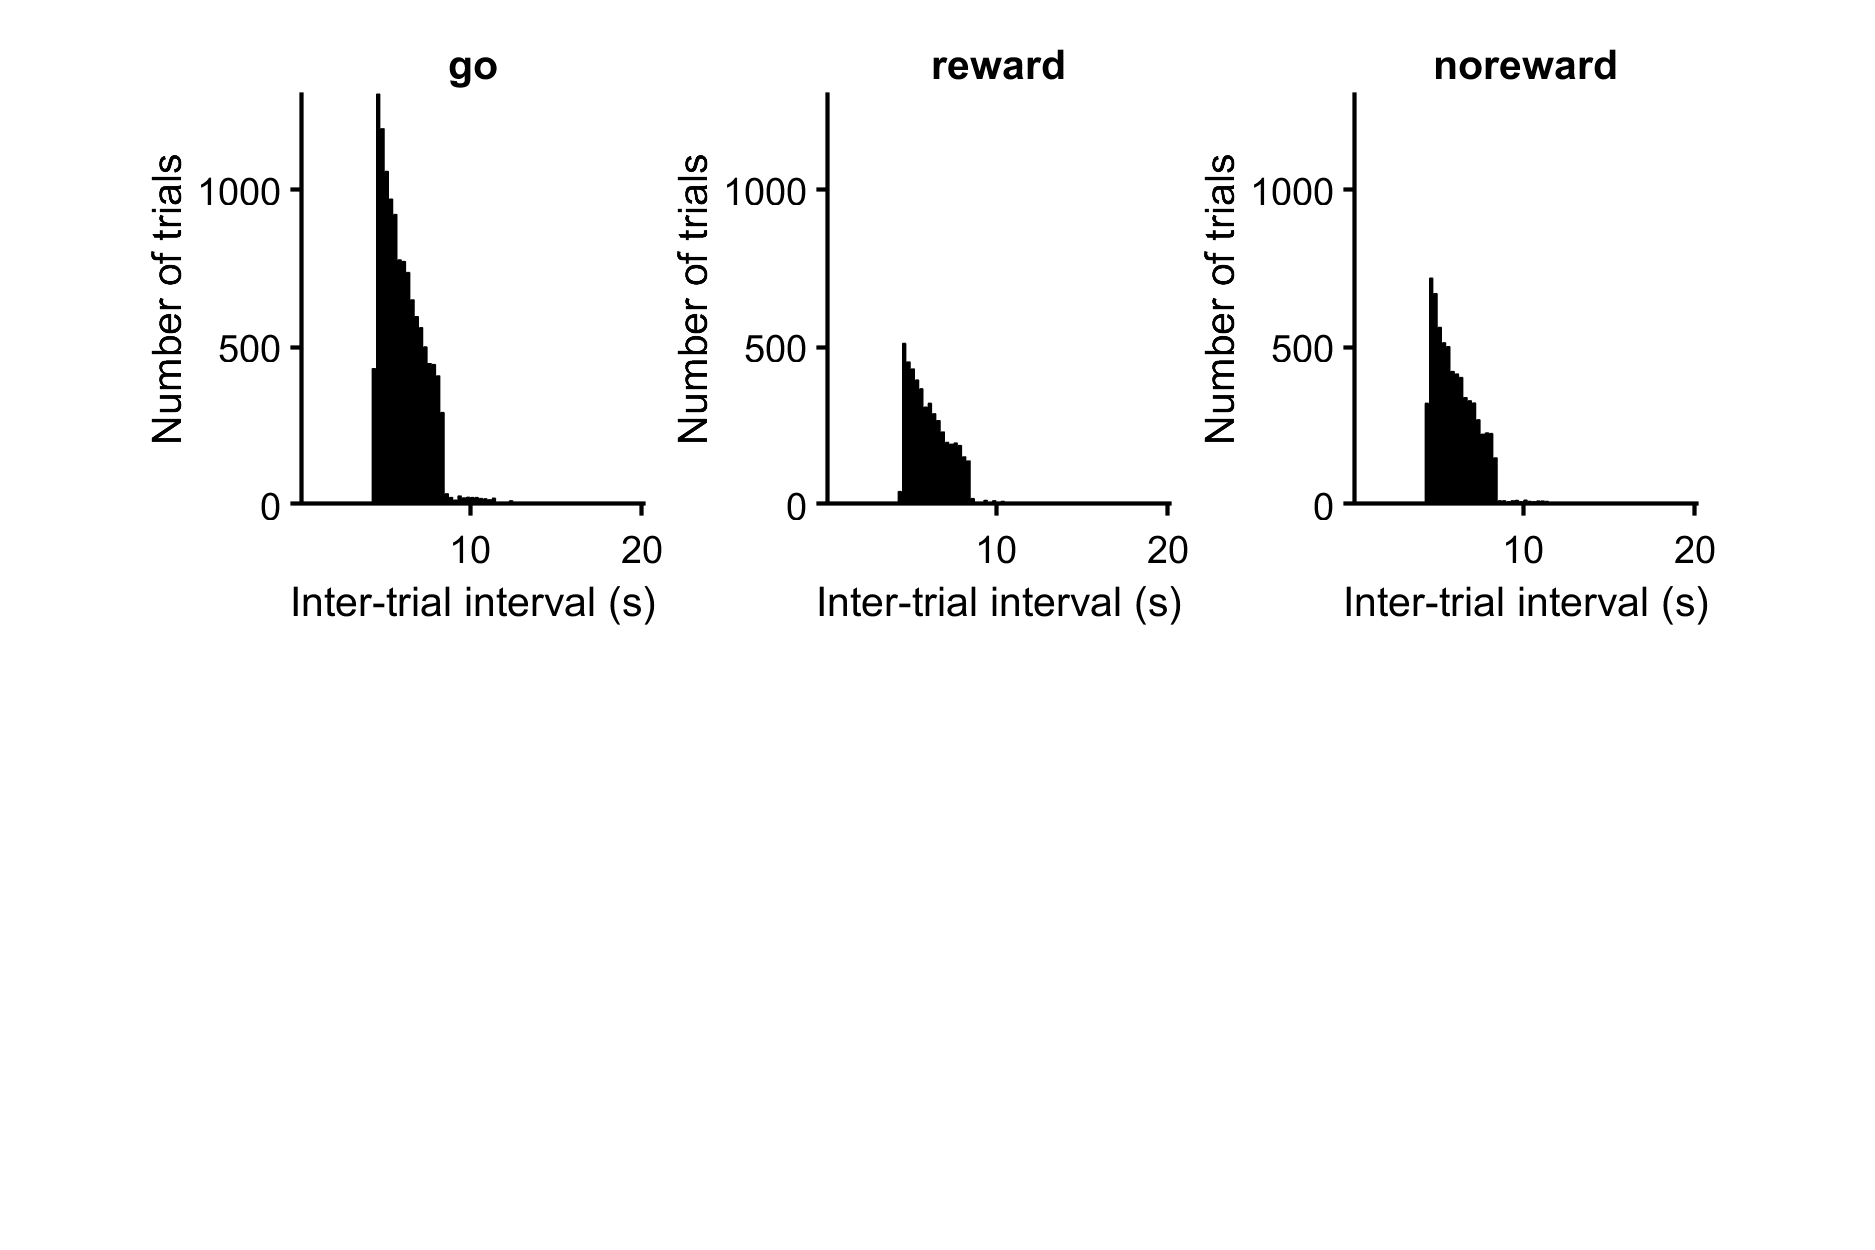 go
Number of trials
1000
500
0
10
20
Inter-trial interval (s)
reward
Number of trials
1000
500
0
10
20
Inter-trial interval (s)
noreward
Number of trials
1000
500
0
10
20
Inter-trial interval (s)